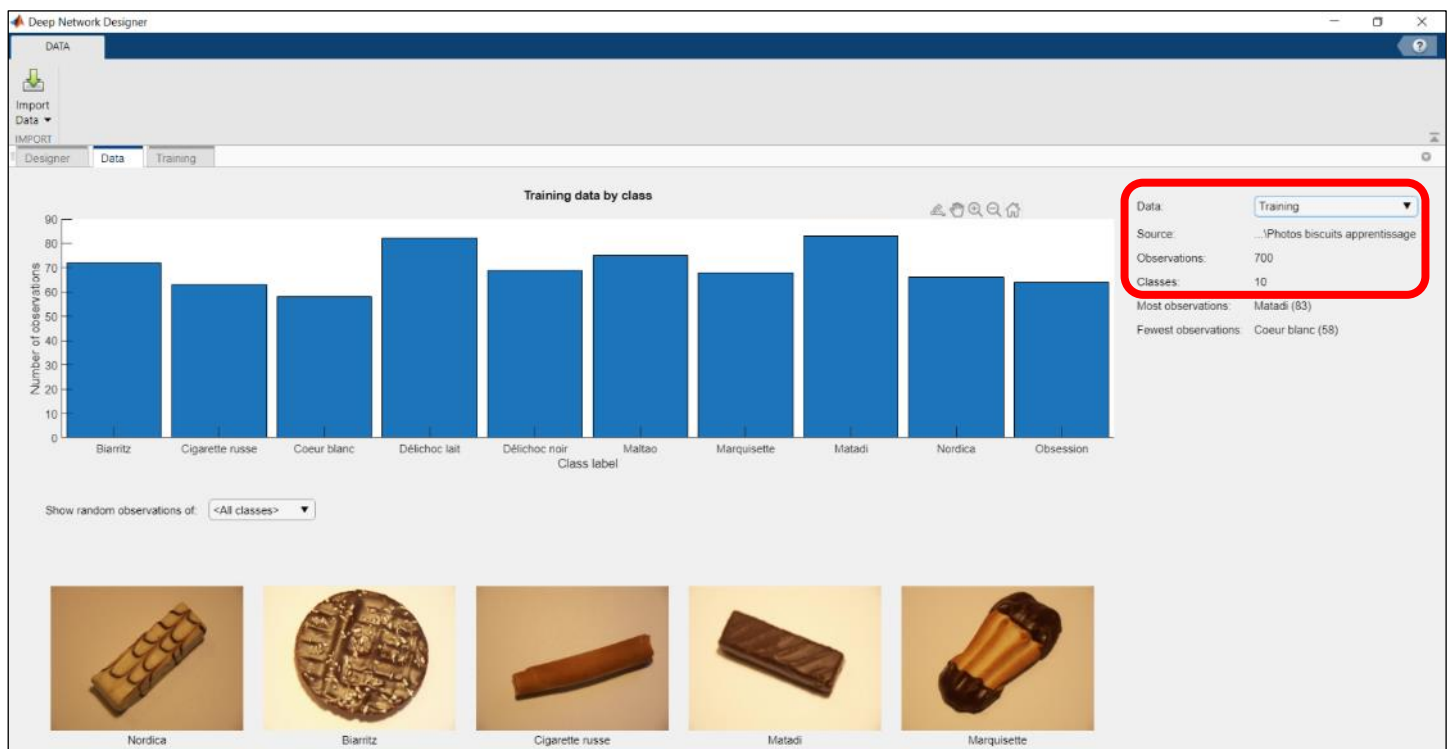 Deep Network Designer
DATA
Import
Data
IMPORT
Designer Data Training
Training data by class
90
80
70
60
50
40
30
20
10
0
Number of observations
Biarritz Cigarette russe Coeur blanc Délichoc lait Délichoc noir Maltao Marquisette Matadi Nordica Obsession
Class label
Data: Training
Source: ...\Photos biscuits apprentissage
Observations: 700
Classes: 10
Most observations: Matadi (83)
Fewest observations: Coeur blanc (58)
Show random observations of: <All classes>
Nordica Biarritz Cigarette russe Matadi Marquisette